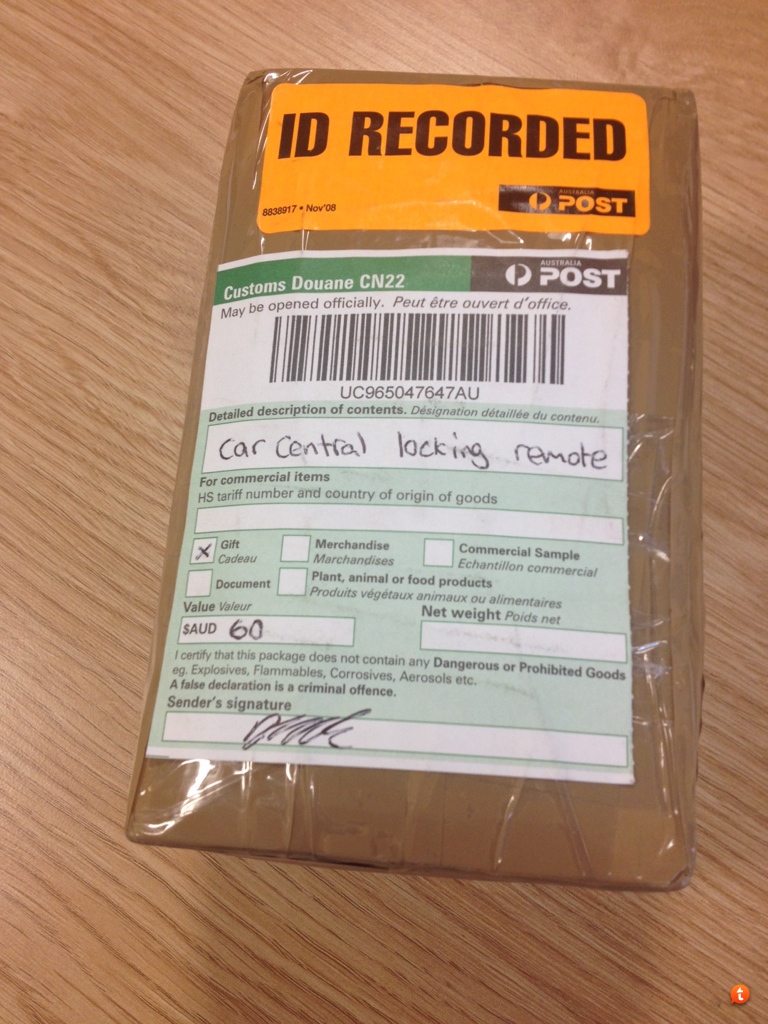 ID RECORDED
8838917 • Nov'08
AUSTRALIA
POST
Customs Douane CN22
AUSTRALIA
POST
May be opened officially. Peut être ouvert d'office.
UC965047647AU
Detailed description of contents. Désignation détaillée du contenu.
car central locking remote
For commercial items
HS tariff number and country of origin of goods
X Gift
Cadeau
Merchandise
Marchandises
Commercial Sample
Echantillon commercial
Document
Plant, animal or food products
Produits végétaux animaux ou alimentaires
Value Valeur
Net weight Poids net
$AUD 60
I certify that this package does not contain any Dangerous or Prohibited Goods
eg. Explosives, Flammables, Corrosives, Aerosols etc.
A false declaration is a criminal offence.
Sender's signature
t